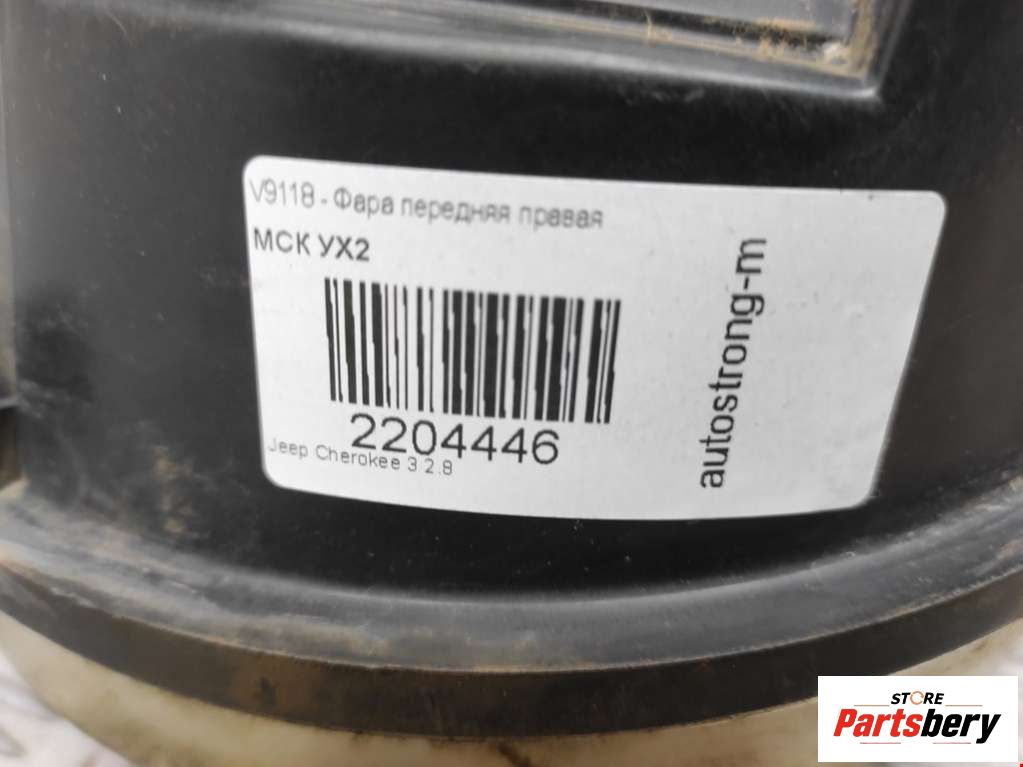 V9118 - Фара передняя правая
МСК УХ2
2204446
Jeep Cherokee 3 2.8
autostrong-m
STORE
Partsbery